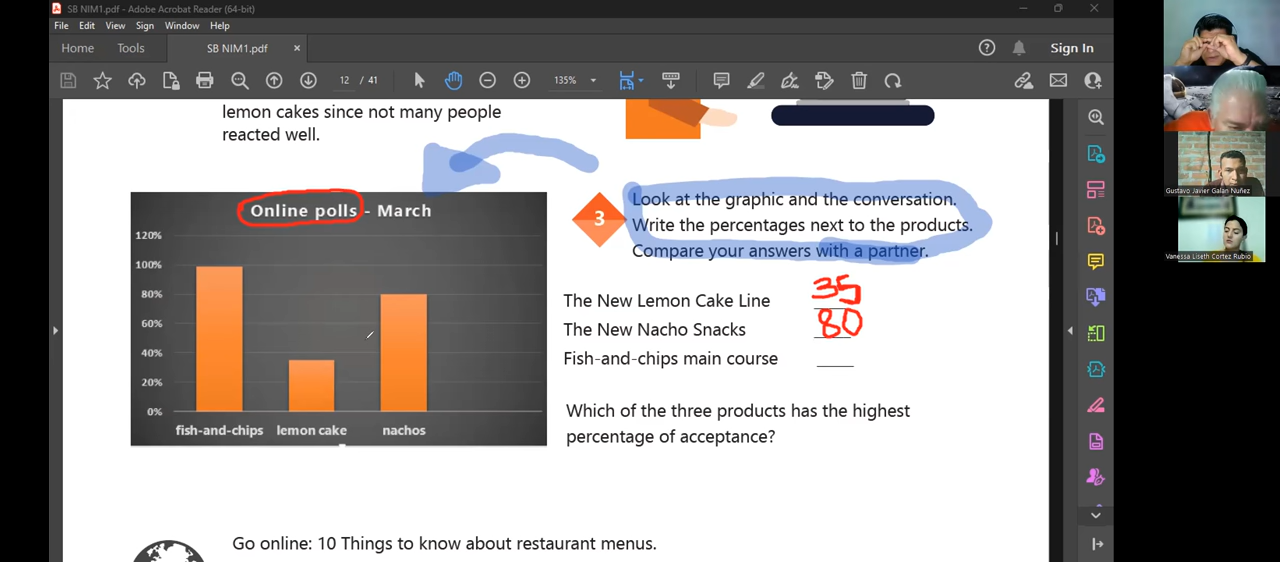 SB NIM1.pdf - Adobe Acrobat Reader (64-bit)
File Edit View Sign Window Help
Home Tools SB NIM1.pdf × Sign In
12 / 41 135%
lemon cakes since not many people
reacted well.
Online polls - March
120%
100%
80%
60%
40%
20%
0%
fish-and-chips lemon cake nachos
3
Look at the graphic and the conversation.
Write the percentages next to the products.
Compare your answers with a partner.
The New Lemon Cake Line 35
The New Nacho Snacks 80
Fish-and-chips main course ____
Which of the three products has the highest
percentage of acceptance?
Go online: 10 Things to know about restaurant menus.
Gustavo Javier Galan Nuñez
Vanessa Liseth Cortez Rubio